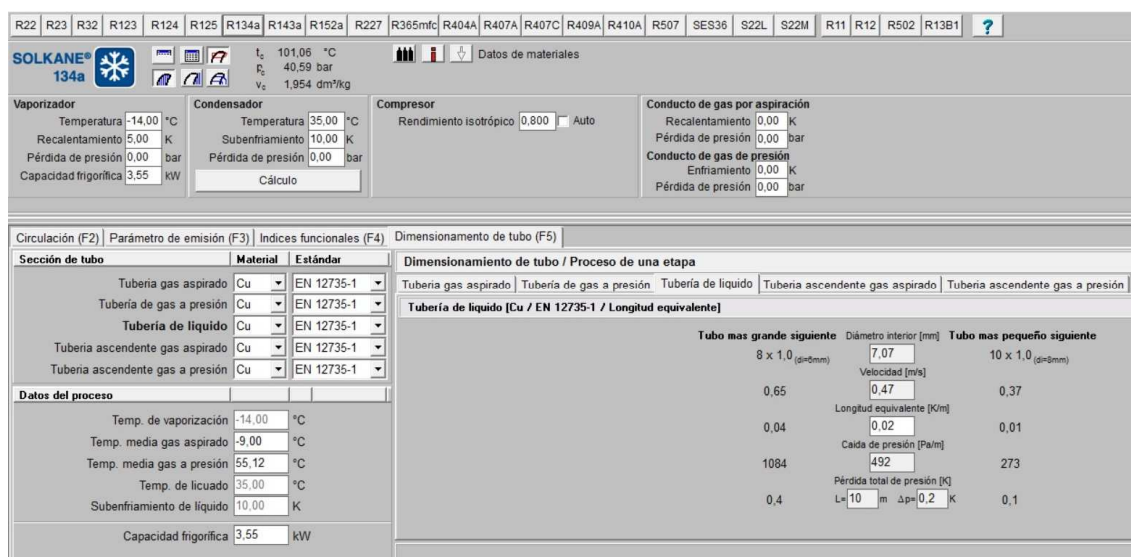 R22 R23 R32 R123 R124 R125 R134a R143a R152a R227 R365mfc R404A R407A R407C R409A R410A R507 SES36 S22L S22M R11 R12 R502 R13B1 ?
SOLKANE®
134a
tc 101,06 °C
pc 40,59 bar
vc 1,954 dm³/kg
Datos de materiales
Vaporizador
Temperatura -14,00 °C
Recalentamiento 5,00 K
Pérdida de presión 0,00 bar
Capacidad frigorífica 3,55 kW
Condensador
Temperatura 35,00 °C
Subenfriamiento 10,00 K
Pérdida de presión 0,00 bar
Cálculo
Compresor
Rendimiento isotrópico 0,800 Auto
Conducto de gas por aspiración
Recalentamiento 0,00 K
Pérdida de presión 0,00 bar
Conducto de gas de presión
Enfriamiento 0,00 K
Pérdida de presión 0,00 bar
Circulación (F2) Parámetro de emisión (F3) Indices funcionales (F4) Dimensionamento de tubo (F5)
Sección de tubo Material Estándar
Tuberia gas aspirado Cu EN 12735-1
Tubería de gas a presión Cu EN 12735-1
Tubería de liquido Cu EN 12735-1
Tuberia ascendente gas aspirado Cu EN 12735-1
Tuberia ascendente gas a presión Cu EN 12735-1
Datos del proceso
Temp. de vaporización -14,00 °C
Temp. media gas aspirado -9,00 °C
Temp. media gas a presión 55,12 °C
Temp. de licuado 35,00 °C
Subenfriamiento de líquido 10,00 K
Capacidad frigorífica 3,55 kW
Dimensionamiento de tubo / Proceso de una etapa
Tuberia gas aspirado Tubería de gas a presión Tubería de liquido Tuberia ascendente gas aspirado Tuberia ascendente gas a presión
Tubería de liquido [Cu / EN 12735-1 / Longitud equivalente]
Tubo mas grande siguiente Diámetro interior [mm] Tubo mas pequeño siguiente
8 x 1,0 (di=6mm) 7,07 10 x 1,0 (di=8mm)
Velocidad [m/s]
0,65 0,47 0,37
Longitud equivalente [K/m]
0,04 0,02 0,01
Caida de presión [Pa/m]
1084 492 273
Pérdida total de presión [K]
0,4 L= 10 m Δp= 0,2 K 0,1